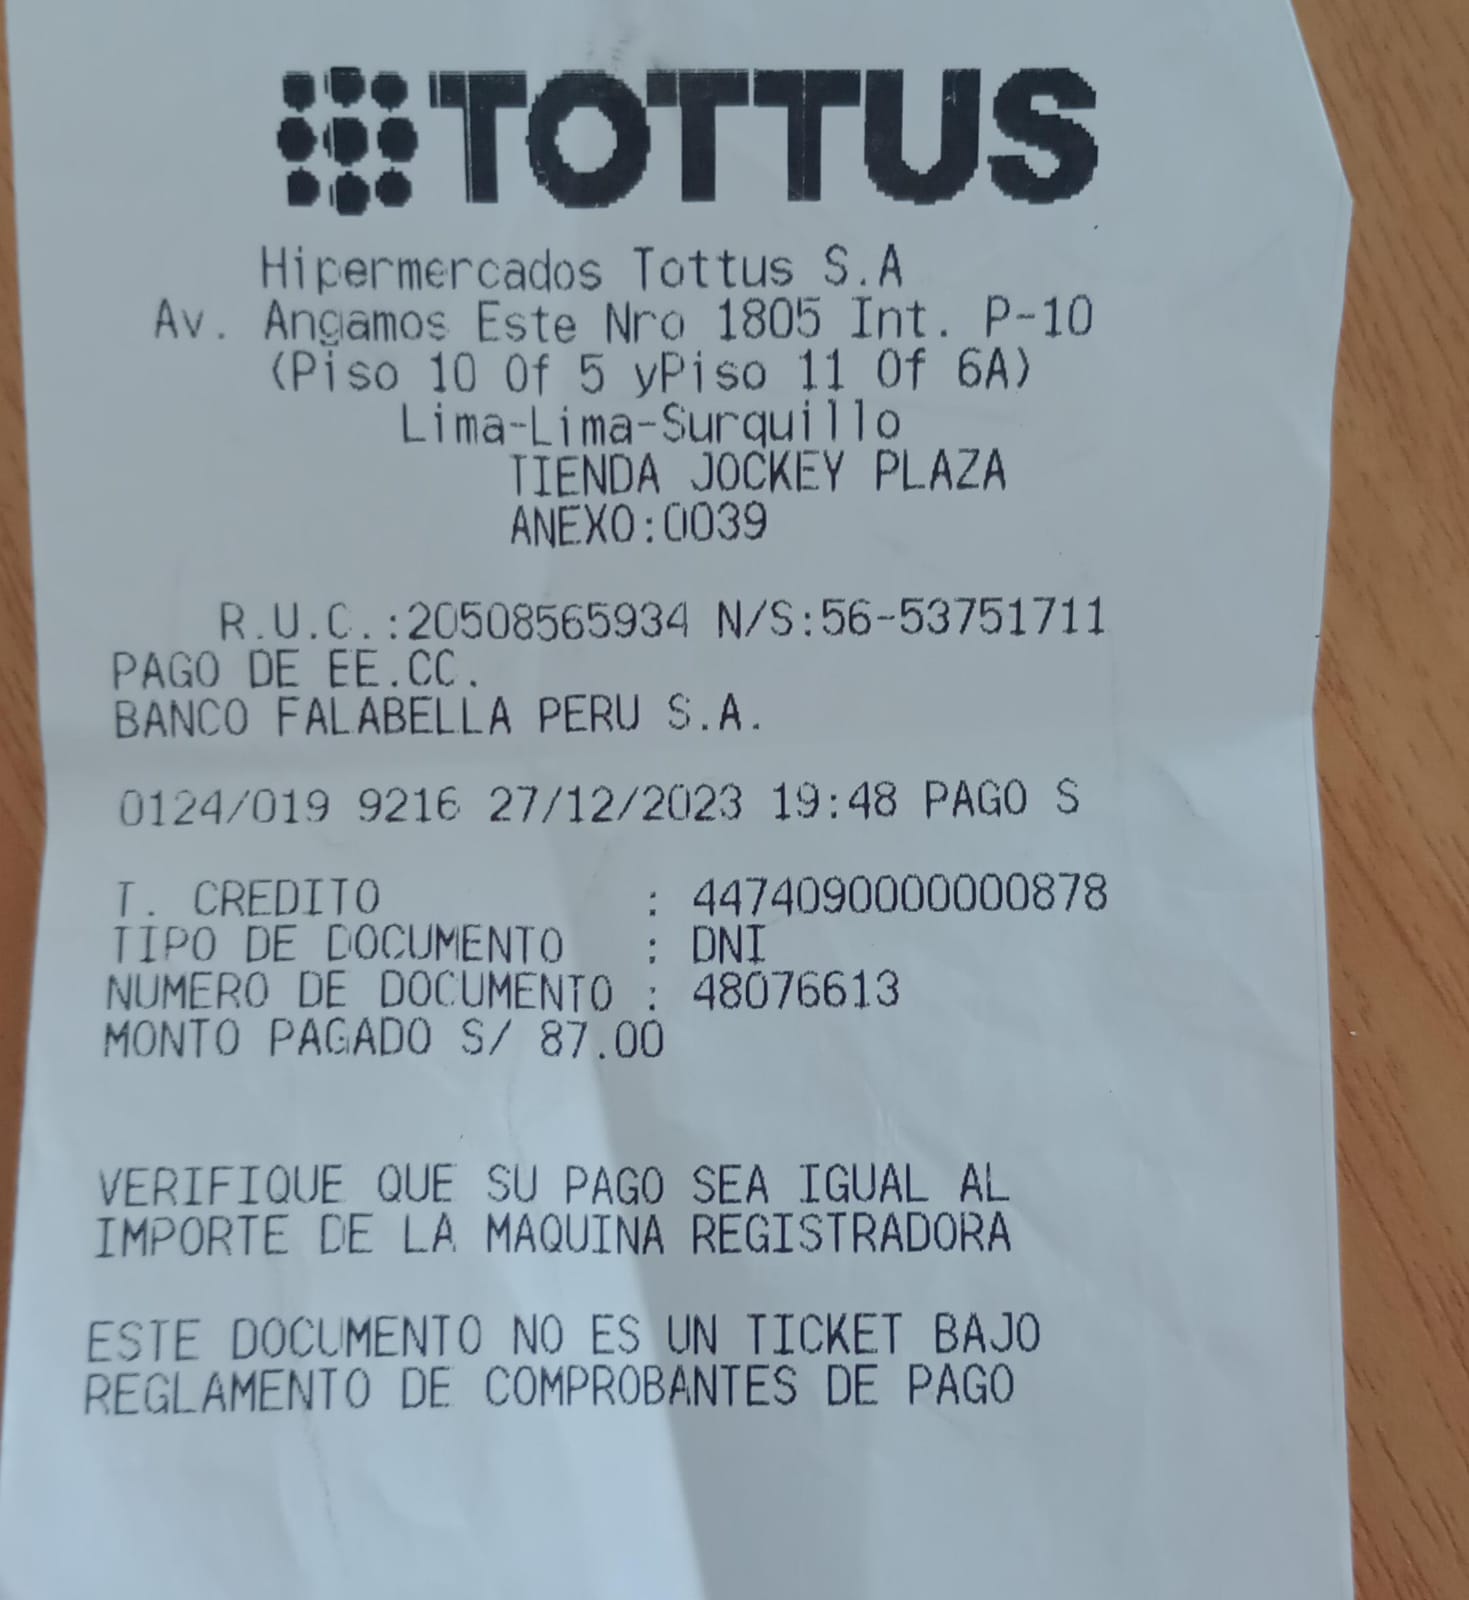 TOTTUS
Hipermercados Tottus S.A
Av. Angamos Este Nro 1805 Int. P-10
(Piso 10 Of 5 yPiso 11 Of 6A)
Lima-Lima-Surquillo
TIENDA JOCKEY PLAZA
ANEXO:0039
R.U.C.:20508565934 N/S:56-53751711
PAGO DE EE.CC.
BANCO FALABELLA PERU S.A.
0124/019 9216 27/12/2023 19:48 PAGO S
T. CREDITO : 4474090000000878
TIPO DE DOCUMENTO : DNI
NUMERO DE DOCUMENTO : 48076613
MONTO PAGADO S/ 87.00
VERIFIQUE QUE SU PAGO SEA IGUAL AL
IMPORTE DE LA MAQUINA REGISTRADORA
ESTE DOCUMENTO NO ES UN TICKET BAJO
REGLAMENTO DE COMPROBANTES DE PAGO